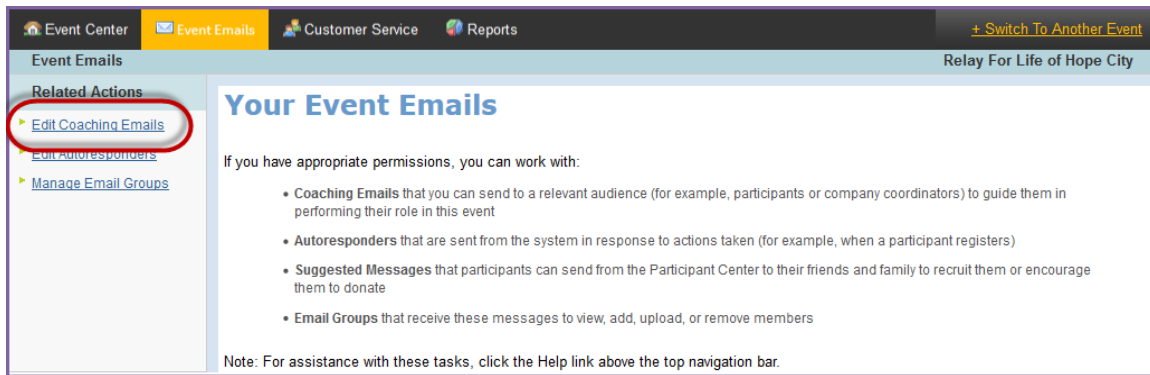 Event Center Event Emails Customer Service Reports + Switch To Another Event
Event Emails Relay For Life of Hope City
Related Actions
Edit Coaching Emails
Edit Autoresponders
Manage Email Groups
Your Event Emails
If you have appropriate permissions, you can work with:
• Coaching Emails that you can send to a relevant audience (for example, participants or company coordinators) to guide them in
performing their role in this event
• Autoresponders that are sent from the system in response to actions taken (for example, when a participant registers)
• Suggested Messages that participants can send from the Participant Center to their friends and family to recruit them or encourage
them to donate
• Email Groups that receive these messages to view, add, upload, or remove members
Note: For assistance with these tasks, click the Help link above the top navigation bar.